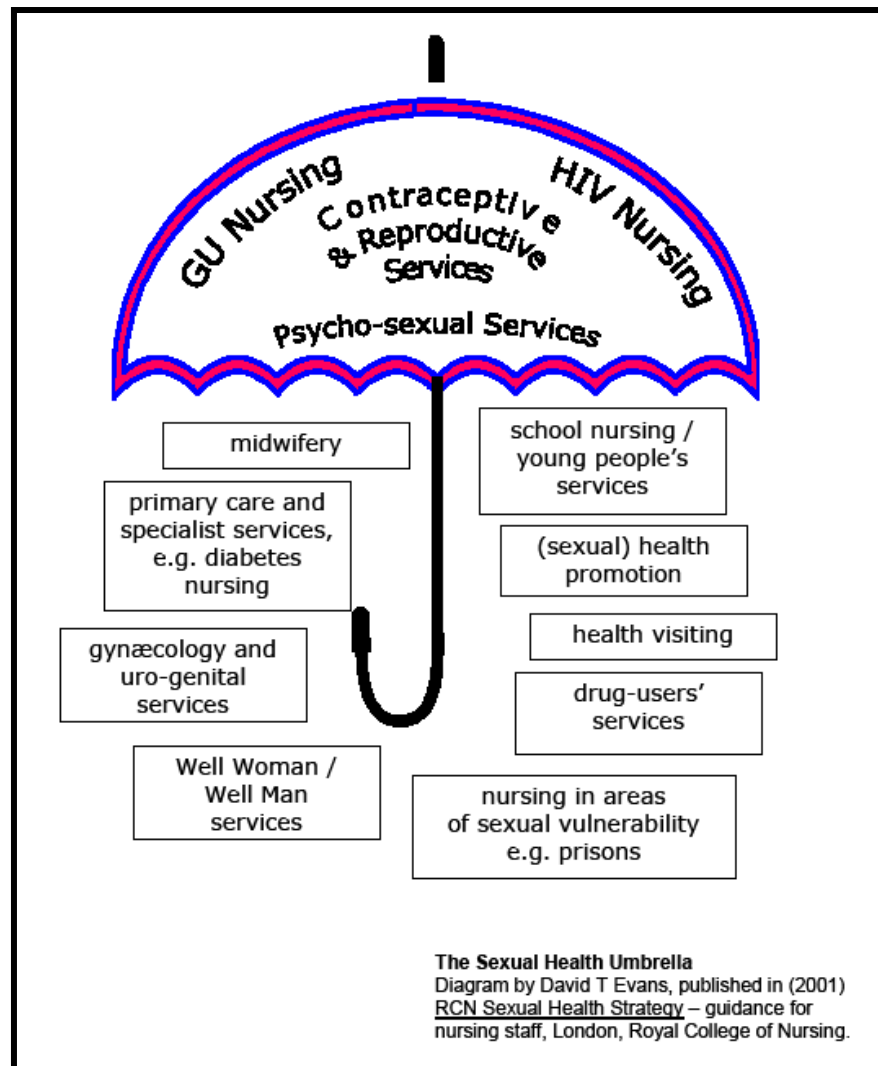 GU Nursing
Contraceptive
& Reproductive
Services
HIV Nursing
Psycho-sexual Services
midwifery
primary care and
specialist services,
e.g. diabetes
nursing
gynæcology and
uro-genital
services
Well Woman /
Well Man
services
school nursing /
young people's
services
(sexual) health
promotion
health visiting
drug-users'
services
nursing in areas
of sexual vulnerability
e.g. prisons
The Sexual Health Umbrella
Diagram by David T Evans, published in (2001)
RCN Sexual Health Strategy – guidance for
nursing staff, London, Royal College of Nursing.